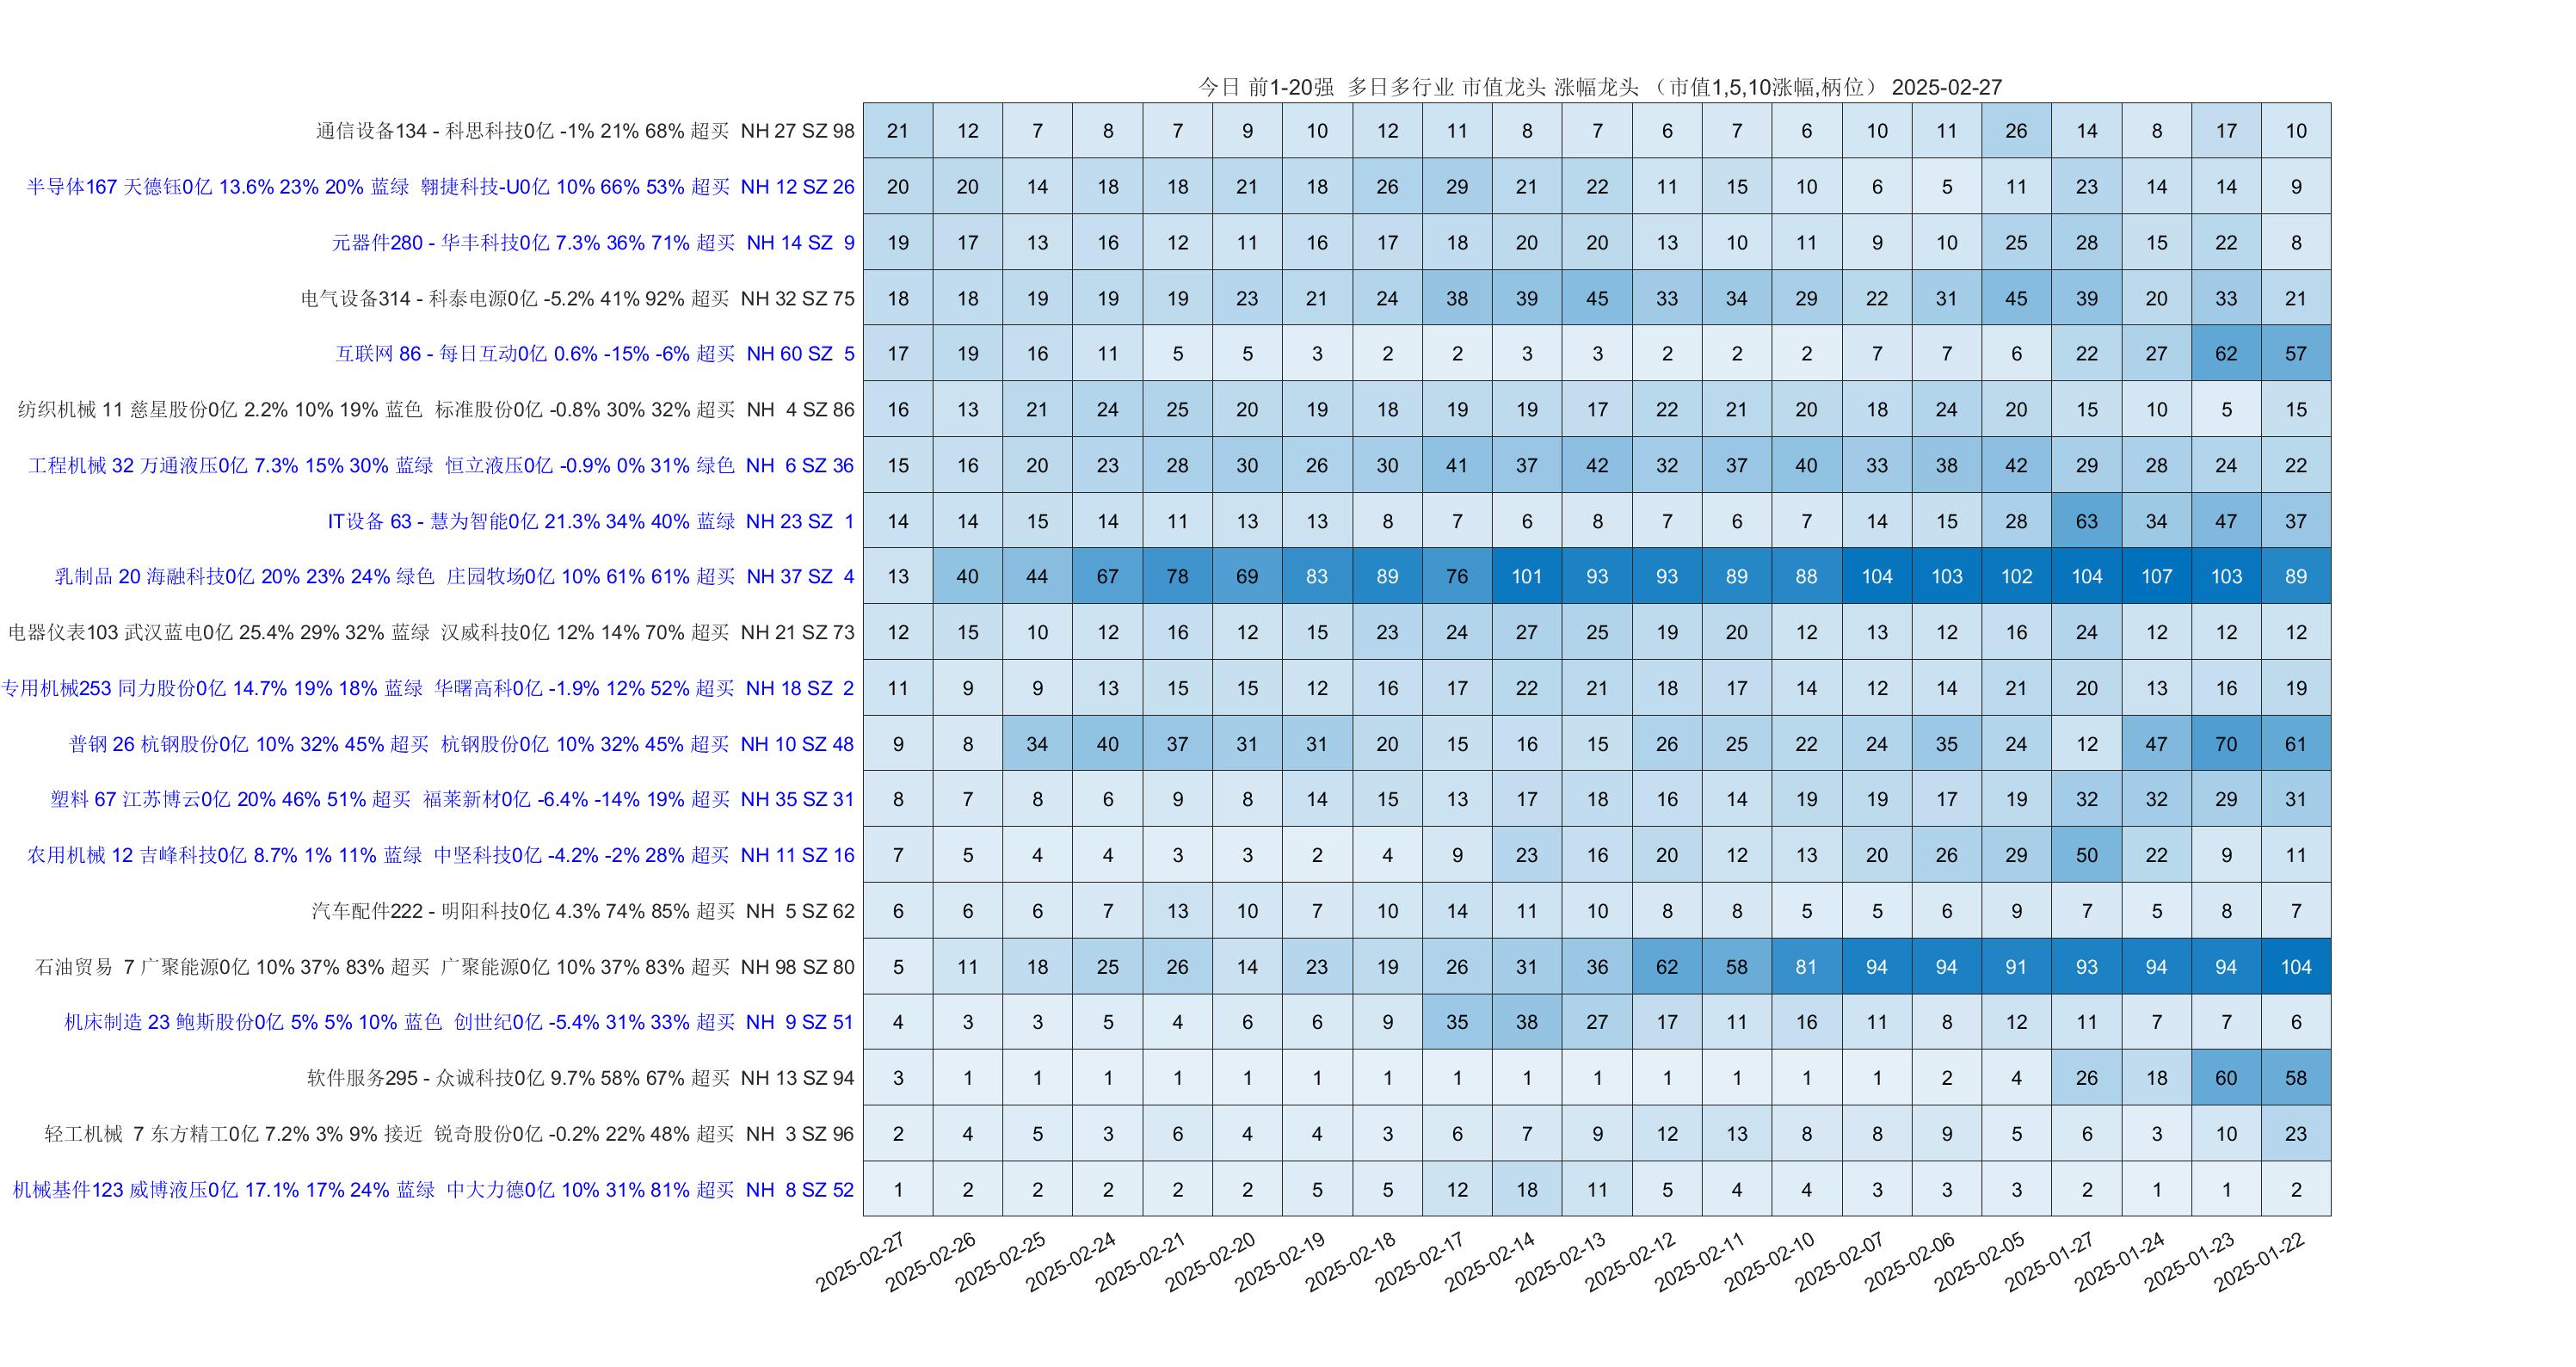 今日 前1-20强 多日多行业 市值龙头 涨幅龙头 （市值1,5,10涨幅,柄位） 2025-02-27
通信设备134 - 科思科技0亿 -1% 21% 68% 超买 NH 27 SZ 98 21 12 7 8 7 9 10 12 11 8 7 6 7 6 10 11 26 14 8 17 10
半导体167 天德钰0亿 13.6% 23% 20% 蓝绿 翱捷科技-U0亿 10% 66% 53% 超买 NH 12 SZ 26 20 20 14 18 18 21 18 26 29 21 22 11 15 10 6 5 11 23 14 14 9
元器件280 - 华丰科技0亿 7.3% 36% 71% 超买 NH 14 SZ 9 19 17 13 16 12 11 16 17 18 20 20 13 10 11 9 10 25 28 15 22 8
电气设备314 - 科泰电源0亿 -5.2% 41% 92% 超买 NH 32 SZ 75 18 18 19 19 19 23 21 24 38 39 45 33 34 29 22 31 45 39 20 33 21
互联网 86 - 每日互动0亿 0.6% -15% -6% 超买 NH 60 SZ 5 17 19 16 11 5 5 3 2 2 3 3 2 2 2 7 7 6 22 27 62 57
纺织机械 11 慈星股份0亿 2.2% 10% 19% 蓝色 标准股份0亿 -0.8% 30% 32% 超买 NH 4 SZ 86 16 13 21 24 25 20 19 18 19 19 17 22 21 20 18 24 20 15 10 5 15
工程机械 32 万通液压0亿 7.3% 15% 30% 蓝绿 恒立液压0亿 -0.9% 0% 31% 绿色 NH 6 SZ 36 15 16 20 23 28 30 26 30 41 37 42 32 37 40 33 38 42 29 28 24 22
IT设备 63 - 慧为智能0亿 21.3% 34% 40% 蓝绿 NH 23 SZ 1 14 14 15 14 11 13 13 8 7 6 8 7 6 7 14 15 28 63 34 47 37
乳制品 20 海融科技0亿 20% 23% 24% 绿色 庄园牧场0亿 10% 61% 61% 超买 NH 37 SZ 4 13 40 44 67 78 69 83 89 76 101 93 93 89 88 104 103 102 104 107 103 89
电器仪表103 武汉蓝电0亿 25.4% 29% 32% 蓝绿 汉威科技0亿 12% 14% 70% 超买 NH 21 SZ 73 12 15 10 12 16 12 15 23 24 27 25 19 20 12 13 12 16 24 12 12 12
专用机械253 同力股份0亿 14.7% 19% 18% 蓝绿 华曙高科0亿 -1.9% 12% 52% 超买 NH 18 SZ 2 11 9 9 13 15 15 12 16 17 22 21 18 17 14 12 14 21 20 13 16 19
普钢 26 杭钢股份0亿 10% 32% 45% 超买 杭钢股份0亿 10% 32% 45% 超买 NH 10 SZ 48 9 8 34 40 37 31 31 20 15 16 15 26 25 22 24 35 24 12 47 70 61
塑料 67 江苏博云0亿 20% 46% 51% 超买 福莱新材0亿 -6.4% -14% 19% 超买 NH 35 SZ 31 8 7 8 6 9 8 14 15 13 17 18 16 14 19 19 17 19 32 32 29 31
农用机械 12 吉峰科技0亿 8.7% 1% 11% 蓝绿 中坚科技0亿 -4.2% -2% 28% 超买 NH 11 SZ 16 7 5 4 4 3 3 2 4 9 23 16 20 12 13 20 26 29 50 22 9 11
汽车配件222 - 明阳科技0亿 4.3% 74% 85% 超买 NH 5 SZ 62 6 6 6 7 13 10 7 10 14 11 10 8 8 5 5 6 9 7 5 8 7
石油贸易 7 广聚能源0亿 10% 37% 83% 超买 广聚能源0亿 10% 37% 83% 超买 NH 98 SZ 80 5 11 18 25 26 14 23 19 26 31 36 62 58 81 94 94 91 93 94 94 104
机床制造 23 鲍斯股份0亿 5% 5% 10% 蓝色 创世纪0亿 -5.4% 31% 33% 超买 NH 9 SZ 51 4 3 3 5 4 6 6 9 35 38 27 17 11 16 11 8 12 11 7 7 6
软件服务295 - 众诚科技0亿 9.7% 58% 67% 超买 NH 13 SZ 94 3 1 1 1 1 1 1 1 1 1 1 1 1 1 1 2 4 26 18 60 58
轻工机械 7 东方精工0亿 7.2% 3% 9% 接近 锐奇股份0亿 -0.2% 22% 48% 超买 NH 3 SZ 96 2 4 5 3 6 4 4 3 6 7 9 12 13 8 8 9 5 6 3 10 23
机械基件123 威博液压0亿 17.1% 17% 24% 蓝绿 中大力德0亿 10% 31% 81% 超买 NH 8 SZ 52 1 2 2 2 2 2 5 5 12 18 11 5 4 4 3 3 3 2 1 1 2
2025-02-27 2025-02-26 2025-02-25 2025-02-24 2025-02-21 2025-02-20 2025-02-19 2025-02-18 2025-02-17 2025-02-14 2025-02-13 2025-02-12 2025-02-11 2025-02-10 2025-02-07 2025-02-06 2025-02-05 2025-01-27 2025-01-24 2025-01-23 2025-01-22